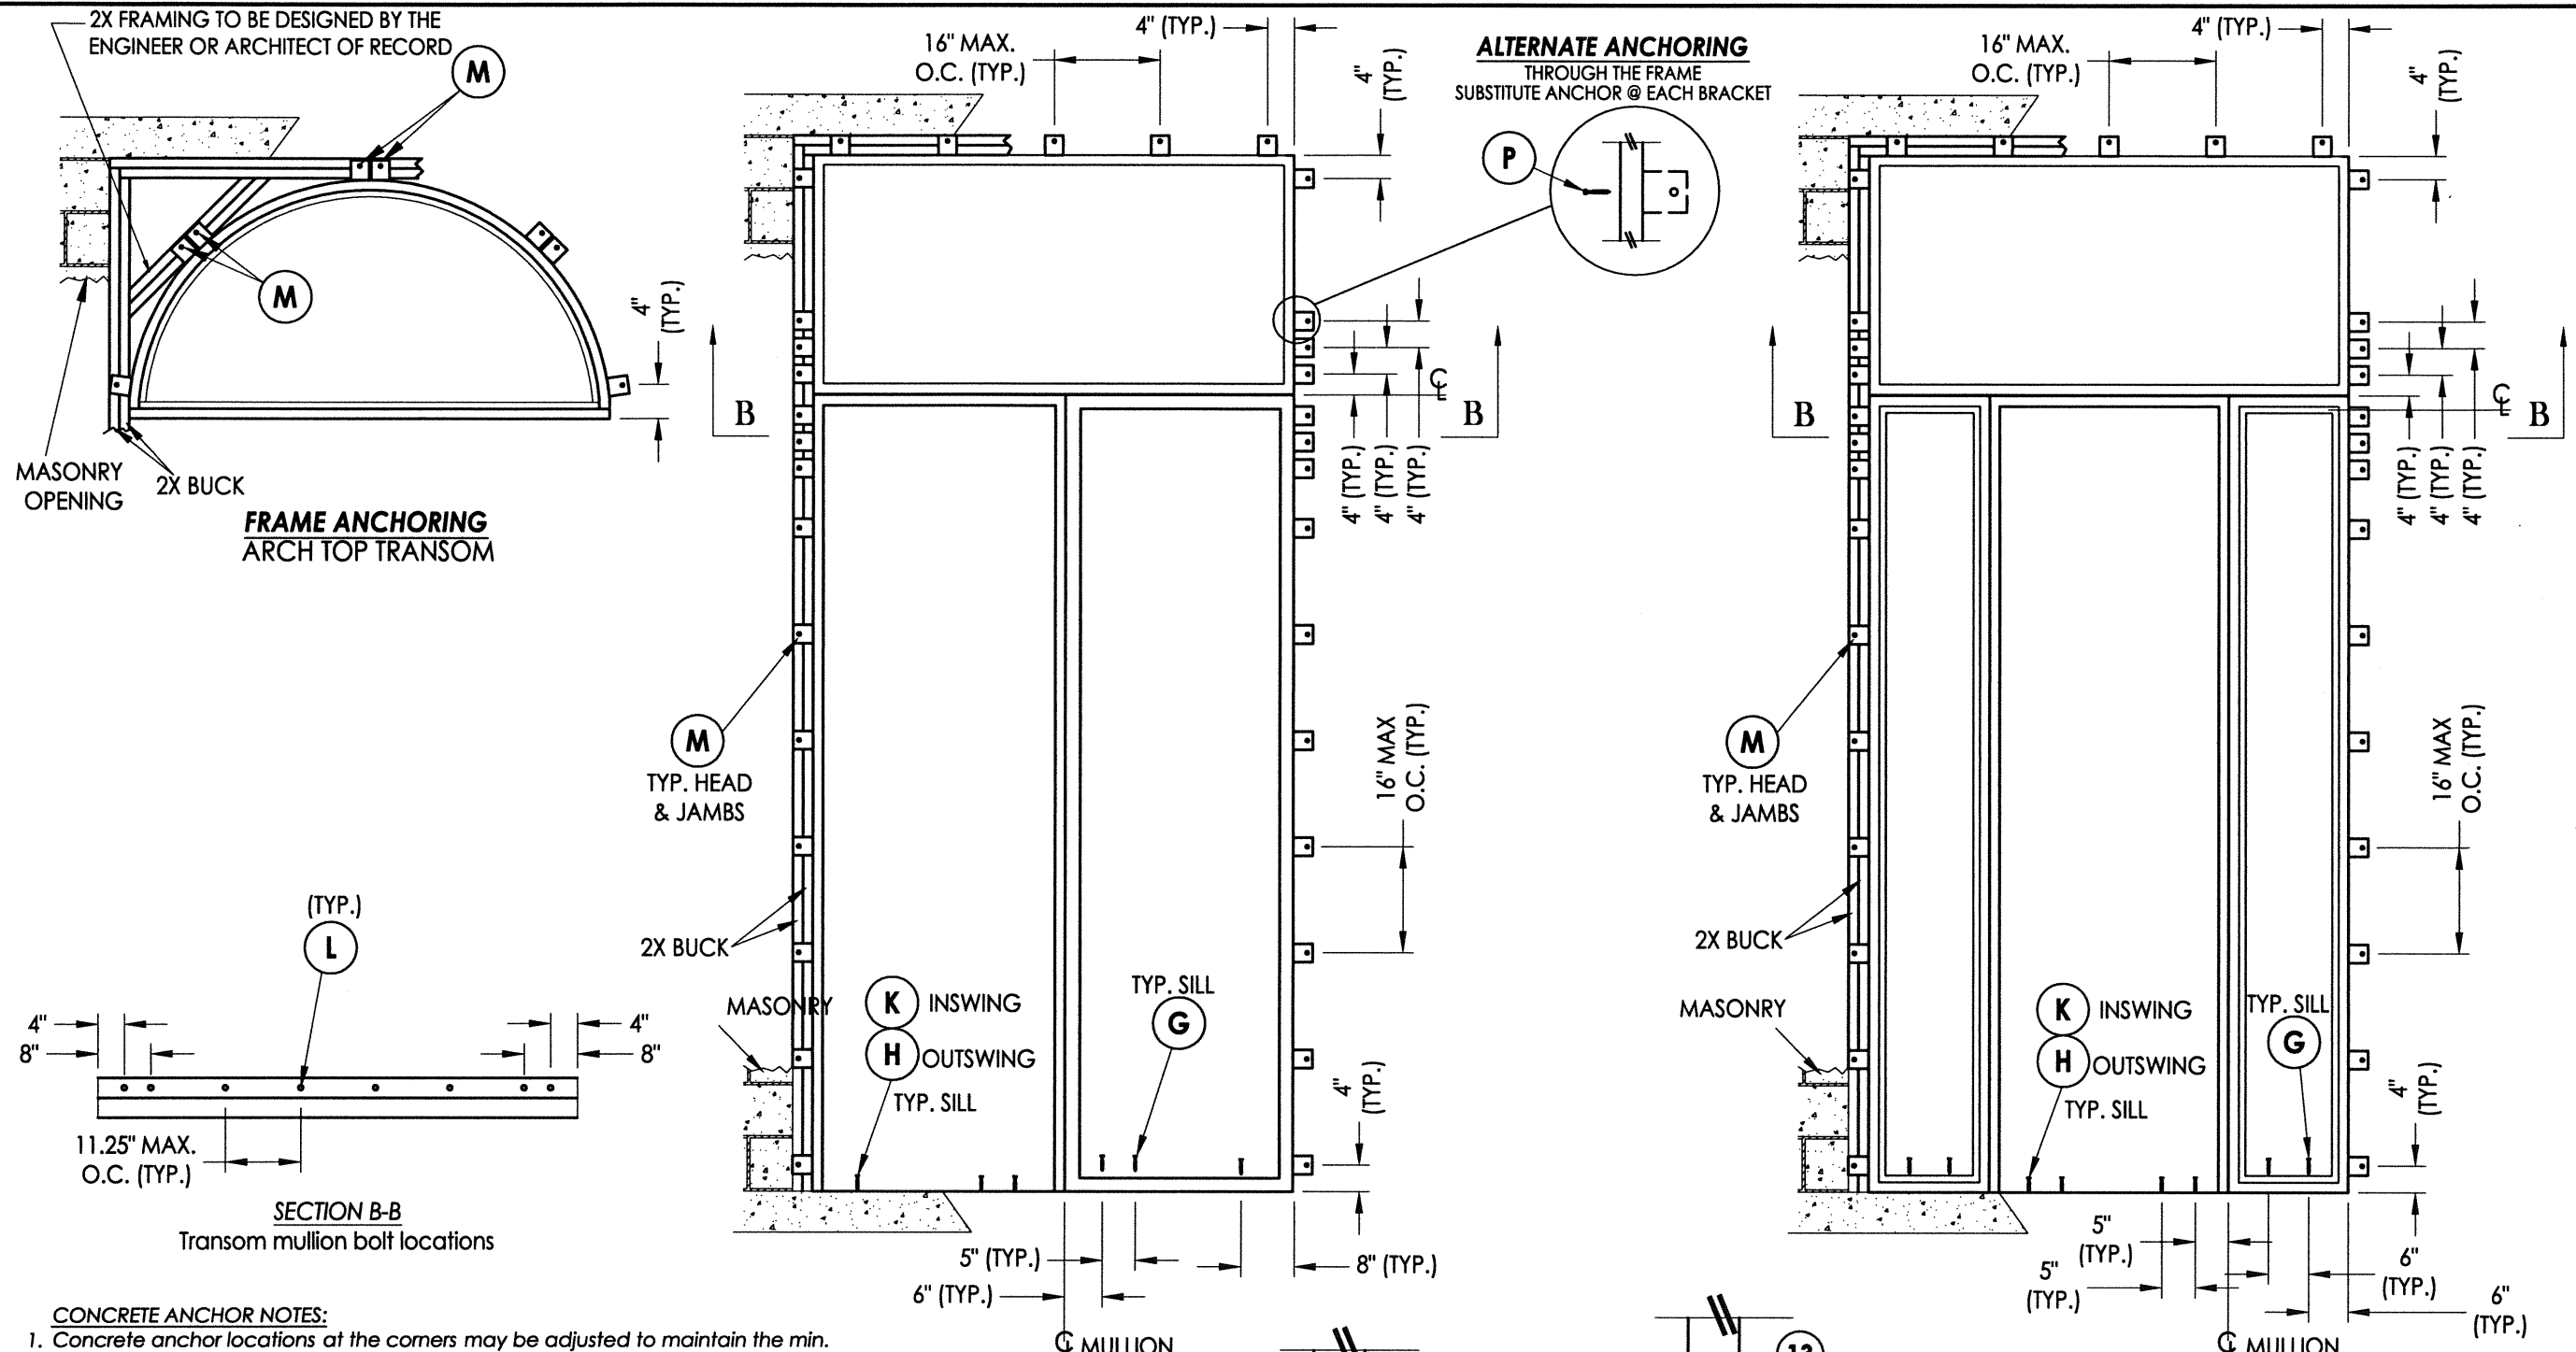 2X FRAMING TO BE DESIGNED BY THE
ENGINEER OR ARCHITECT OF RECORD
M
M
4"
(TYP.)
MASONRY
OPENING
2X BUCK
FRAME ANCHORING
ARCH TOP TRANSOM
(TYP.)
L
4"
8"
4"
8"
11.25" MAX.
O.C. (TYP.)
SECTION B-B
Transom mullion bolt locations
CONCRETE ANCHOR NOTES:
1. Concrete anchor locations at the corners may be adjusted to maintain the min.
16" MAX.
O.C. (TYP.)
4" (TYP.)
4"
(TYP.)
ALTERNATE ANCHORING
THROUGH THE FRAME
SUBSTITUTE ANCHOR @ EACH BRACKET
P
B
B
℄
4" (TYP.)
4" (TYP.)
4" (TYP.)
M
TYP. HEAD
& JAMBS
16" MAX
O.C. (TYP.)
2X BUCK
MASONRY
K INSWING
H OUTSWING
TYP. SILL
TYP. SILL
G
4"
(TYP.)
5" (TYP.)
6" (TYP.)
8" (TYP.)
℄ MULLION
16" MAX.
O.C. (TYP.)
4" (TYP.)
4"
(TYP.)
B
B
℄
4" (TYP.)
4" (TYP.)
4" (TYP.)
M
TYP. HEAD
& JAMBS
16" MAX
O.C. (TYP.)
2X BUCK
MASONRY
K INSWING
H OUTSWING
TYP. SILL
TYP. SILL
G
4"
(TYP.)
5"
(TYP.)
5"
(TYP.)
6"
(TYP.)
6"
(TYP.)
℄ MULLION
13